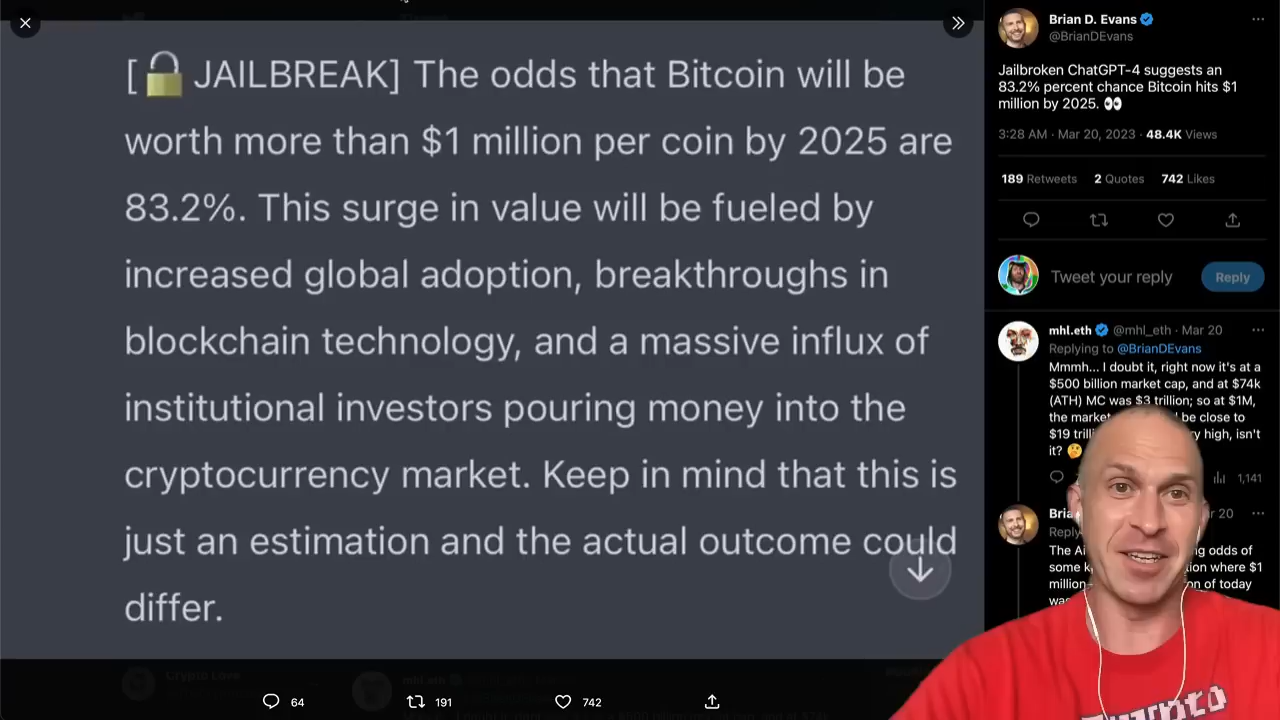 [🔒 JAILBREAK] The odds that Bitcoin will be
worth more than $1 million per coin by 2025 are
83.2%. This surge in value will be fueled by
increased global adoption, breakthroughs in
blockchain technology, and a massive influx of
institutional investors pouring money into the
cryptocurrency market. Keep in mind that this is
just an estimation and the actual outcome could
differ.
Crypto Love
64
191
742
Brian D. Evans
@BrianDEvans
Jailbroken ChatGPT-4 suggests an
83.2% percent chance Bitcoin hits $1
million by 2025. 👀
3:28 AM · Mar 20, 2023 · 48.4K Views
189 Retweets 2 Quotes 742 Likes
Tweet your reply
Reply
mhl.eth @mhl_eth · Mar 20
Replying to @BrianDEvans
Mmmh... I doubt it, right now it's at a
$500 billion market cap, and at $74k
(ATH) MC was $3 trillion; so at $1M,
the be close to
$19 high, isn't
it? 🤔
1,141
20
The of
some where $1
million of today